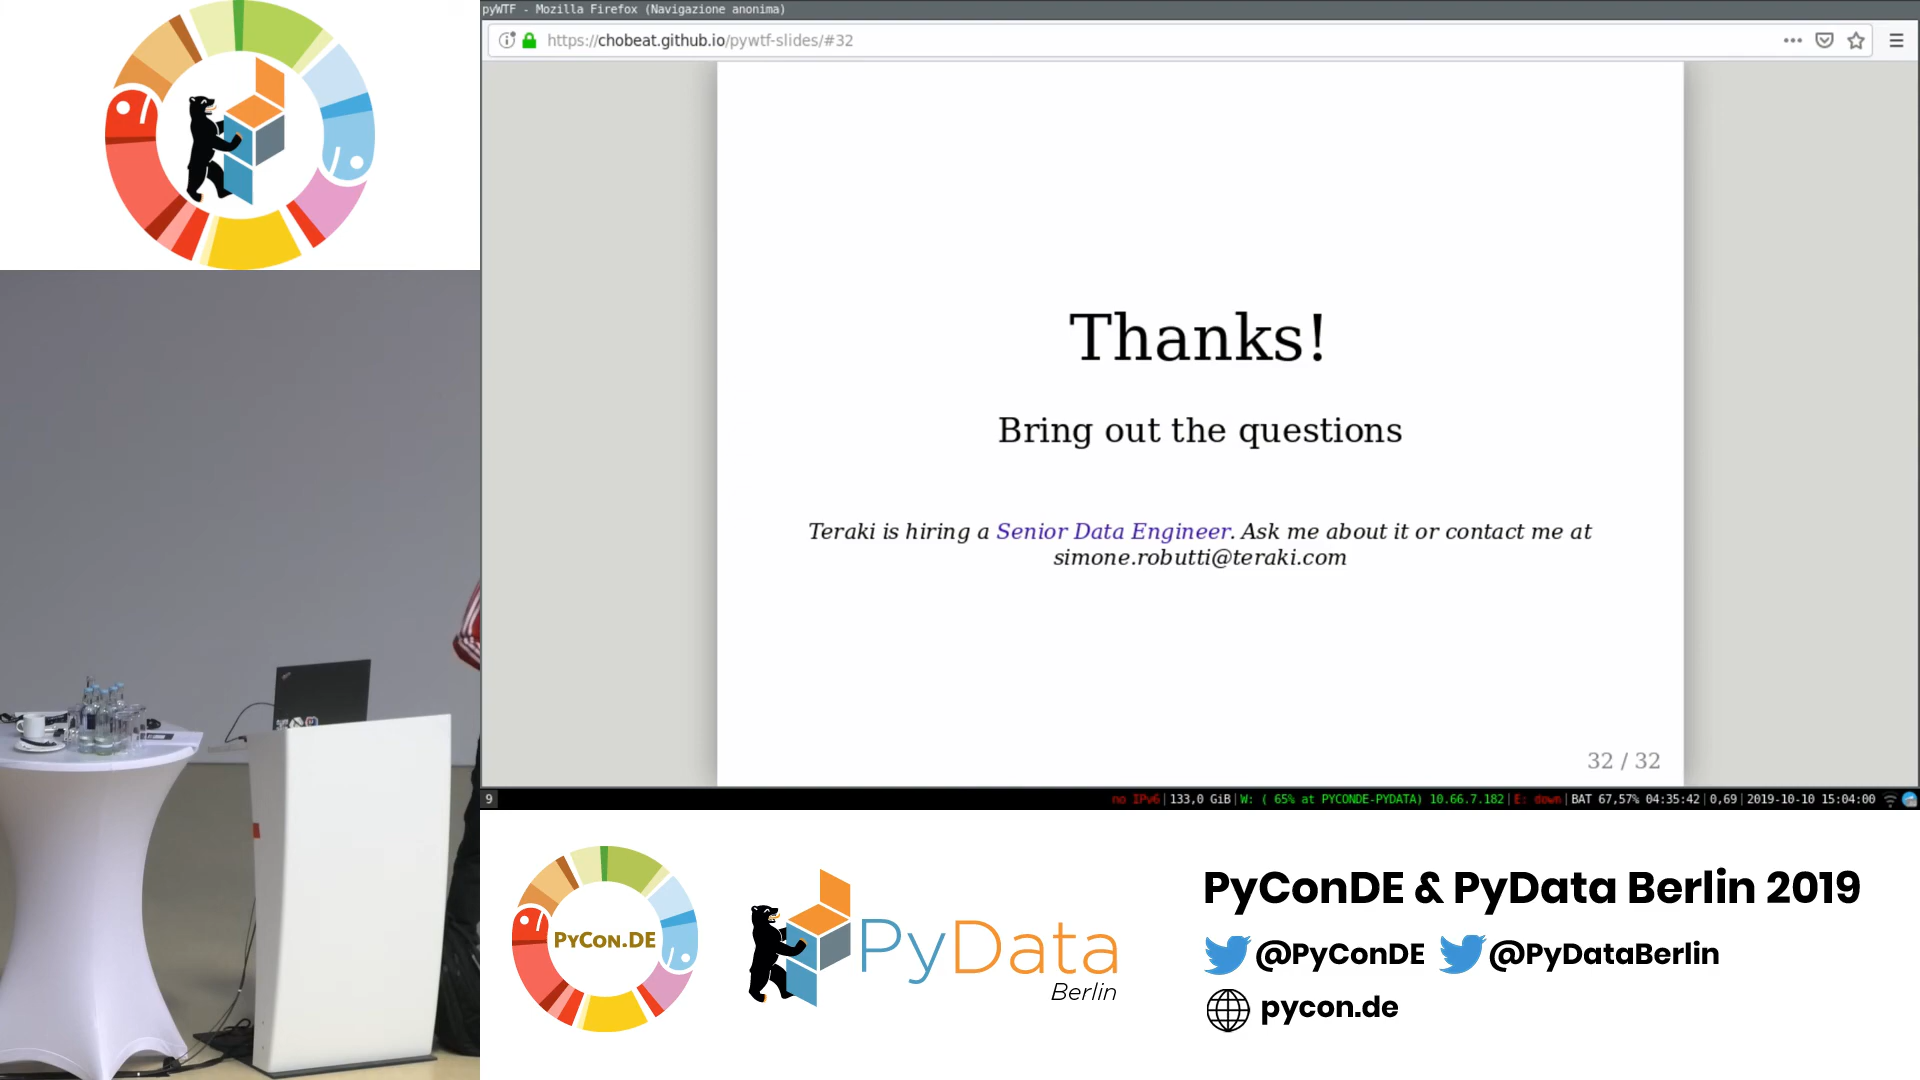 pyWTF - Mozilla Firefox (Navigazione anonima)
https://chobeat.github.io/pywtf-slides/#32
Thanks!
Bring out the questions
Teraki is hiring a Senior Data Engineer. Ask me about it or contact me at
simone.robutti@teraki.com
32 / 32
9
no IPv6|133,0 GiB|W: ( 65% at PYCONDE-PYDATA) 10.66.7.182|E: down|BAT 67,57% 04:35:42|0,69|2019-10-10 15:04:00
PyCon.DE
PyData
Berlin
PyConDE & PyData Berlin 2019
@PyConDE @PyDataBerlin
pycon.de